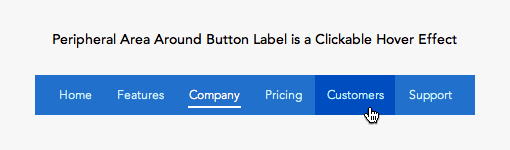 Peripheral Area Around Button Label is a Clickable Hover Effect
Home Features Company Pricing Customers Support